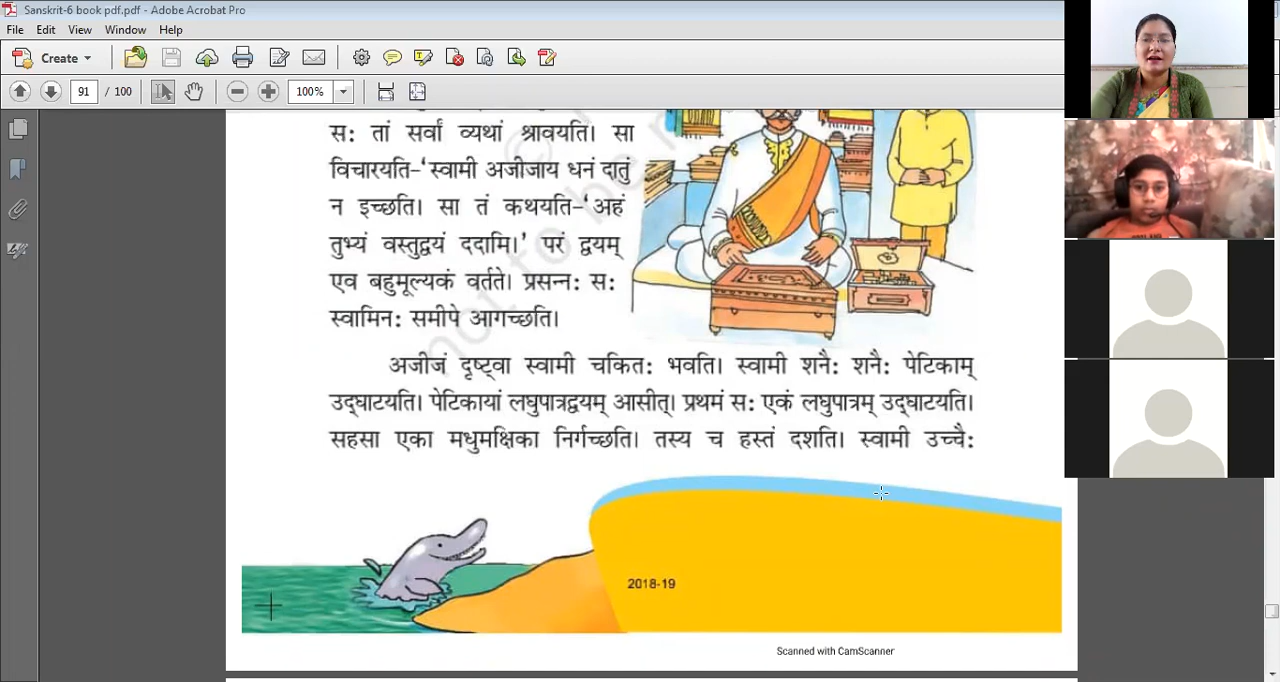 Sanskrit-6 book pdf.pdf - Adobe Acrobat Pro
File Edit View Window Help
Create
91 / 100 100%
सः तां सर्वां व्यथां श्रावयति। सा
विचारयति-‘स्वामी अजीजाय धनं दातुं
न इच्छति। सा तं कथयति-‘अहं
तुभ्यं वस्तुद्वयं ददामि।’ परं द्वयम्
एव बहुमूल्यकं वर्तते। प्रसन्नः सः
स्वामिनः समीपे आगच्छति।
अजीजं दृष्ट्वा स्वामी चकितः भवति। स्वामी शनैः शनैः पेटिकाम्
उद्घाटयति। पेटिकायां लघुपात्रद्वयम् आसीत्। प्रथमं सः एकं लघुपात्रम् उद्घाटयति।
सहसा एका मधुमक्षिका निर्गच्छति। तस्य च हस्तं दशति। स्वामी उच्चैः
2018-19
Scanned with CamScanner